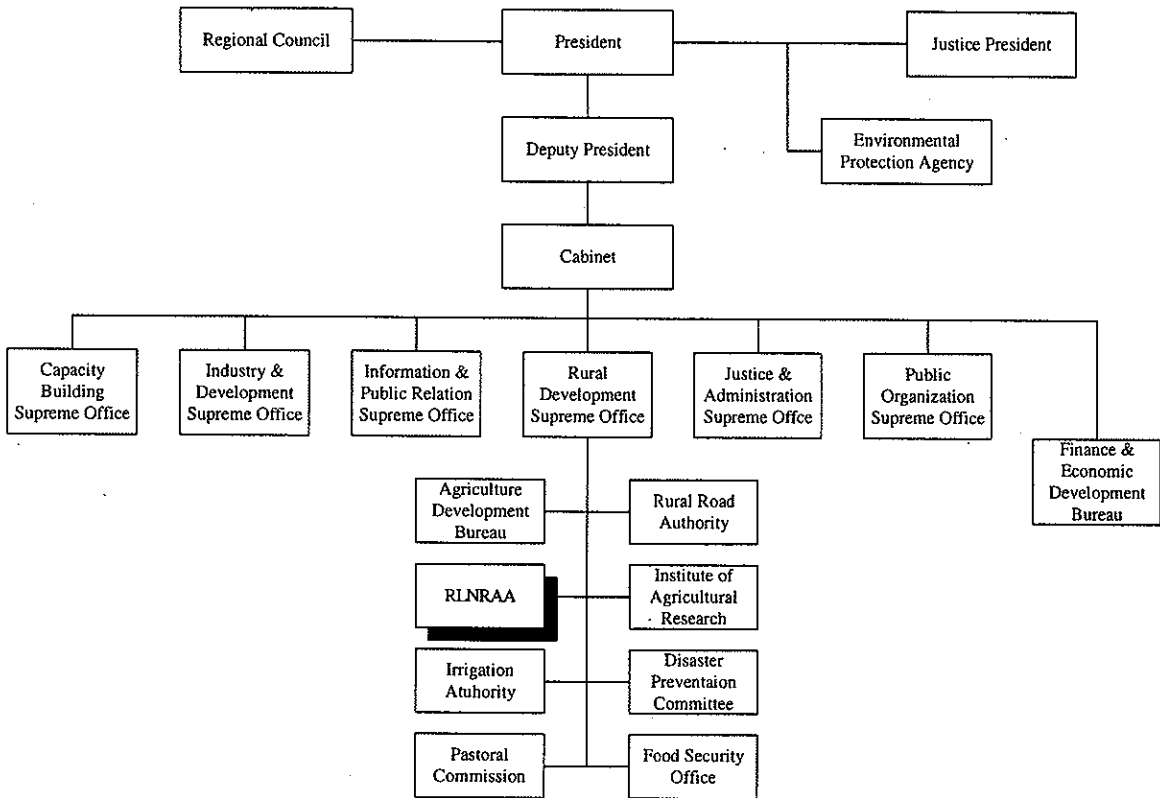 Regional Council
President
Justice President
Deputy President
Environmental
Protection Agency
Cabinet
Capacity
Building
Supreme Office
Industry &
Development
Supreme Office
Information &
Public Relation
Supreme Office
Rural
Development
Supreme Office
Justice &
Administration
Supreme Offce
Public
Organization
Supreme Office
Finance &
Economic
Development
Bureau
Agriculture
Development
Bureau
Rural Road
Authority
RLNRAA
Institute of
Agricultural
Research
Irrigation
Atuhority
Disaster
Preventaion
Committee
Pastoral
Commission
Food Security
Office